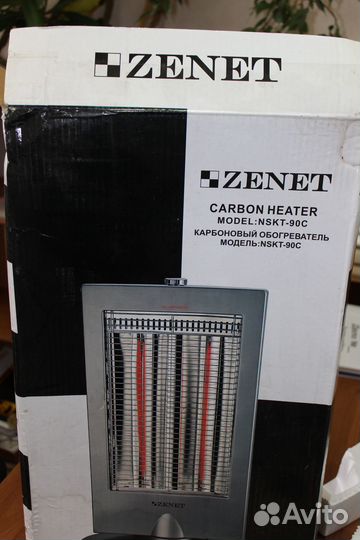 ZENET
ZENET
CARBON HEATER
MODEL:NSKT-90C
КАРБОНОВЫЙ ОБОГРЕВАТЕЛЬ
МОДЕЛЬ:NSKT-90C
ZENET
Avito